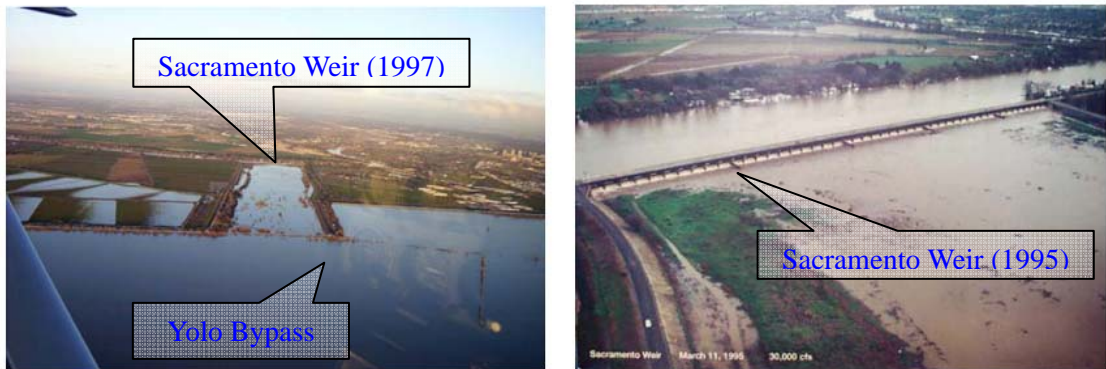 Sacramento Weir (1997)
Yolo Bypass
Sacramento Weir (1995)
Sacramento Weir March 11, 1995 30,000 cfs